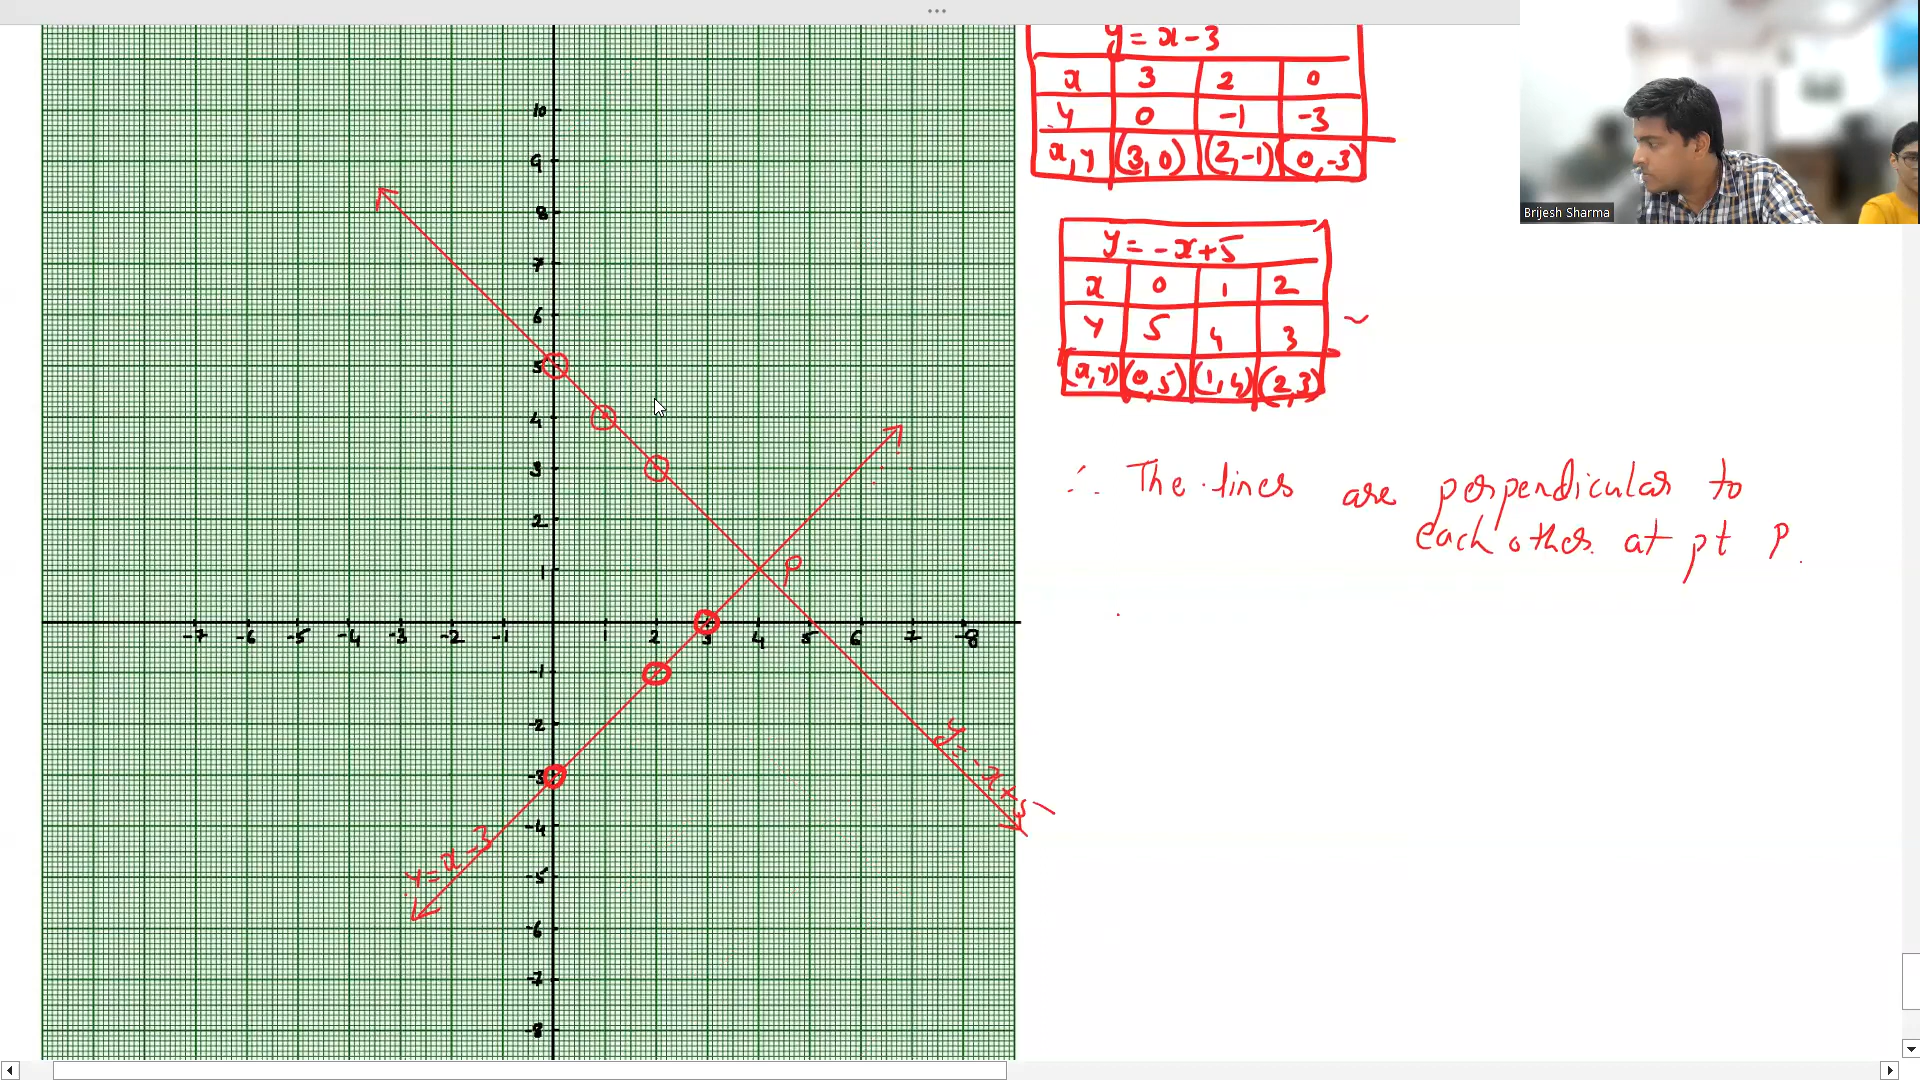 y = x - 3
x 3 2 0
y 0 -1 -3
x, y (3, 0) (2, -1) (0, -3)
y = -x+5
x 0 1 2
y 5 4 3
(x, y) (0, 5) (1, 4) (2, 3)
∴ The lines are perpendicular to
each other at pt P.
Brijesh Sharma
10
9
8
7
6
5
4
3
2
1
P
-7 -6 -5 -4 -3 -2 -1 1 2 3 4 5 6 7 -8
-1
-2
-3
-4
-5
-6
-7
-8
y = -x+5
y = x - 3